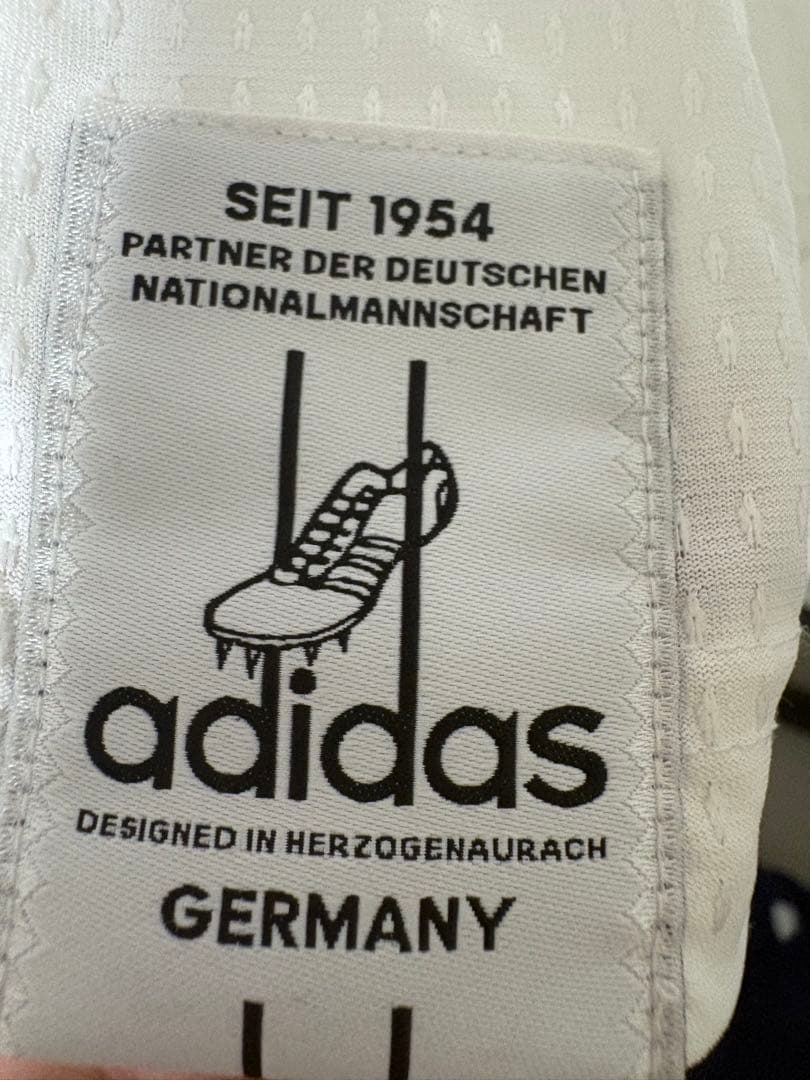 SEIT 1954
PARTNER DER DEUTSCHEN
NATIONALMANNSCHAFT
adidas
DESIGNED IN HERZOGENAURACH
GERMANY